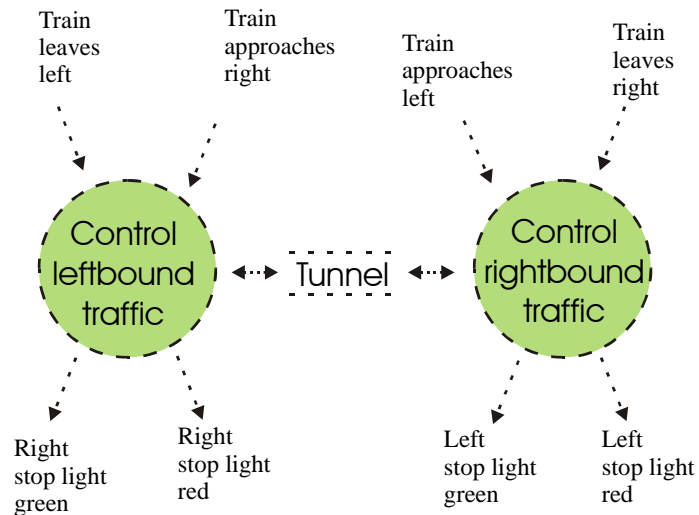 Train
leaves
left
Train
approaches
right
Train
approaches
left
Train
leaves
right
Control
leftbound
traffic
Tunnel
Control
rightbound
traffic
Right
stop light
green
Right
stop light
red
Left
stop light
green
Left
stop light
red